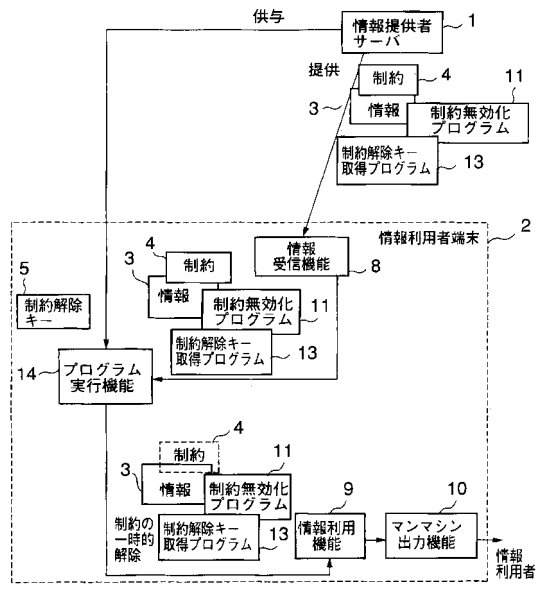 供与
情報提供者
サーバ
1
提供
制約
4
3
情報
11
制約無効化
プログラム
制約解除キー
取得プログラム
13
情報利用者端末
2
情報
受信機能
8
4
制約
3
情報
制約無効化
プログラム
11
制約解除キー
取得プログラム
13
5
制約解除
キー
14
プログラム
実行機能
4
制約
3
情報
11
制約無効化
プログラム
制約の
一時的
解除
制約解除キー
取得プログラム
13
9
情報利用
機能
10
マンマシン
出力機能
情報
利用者